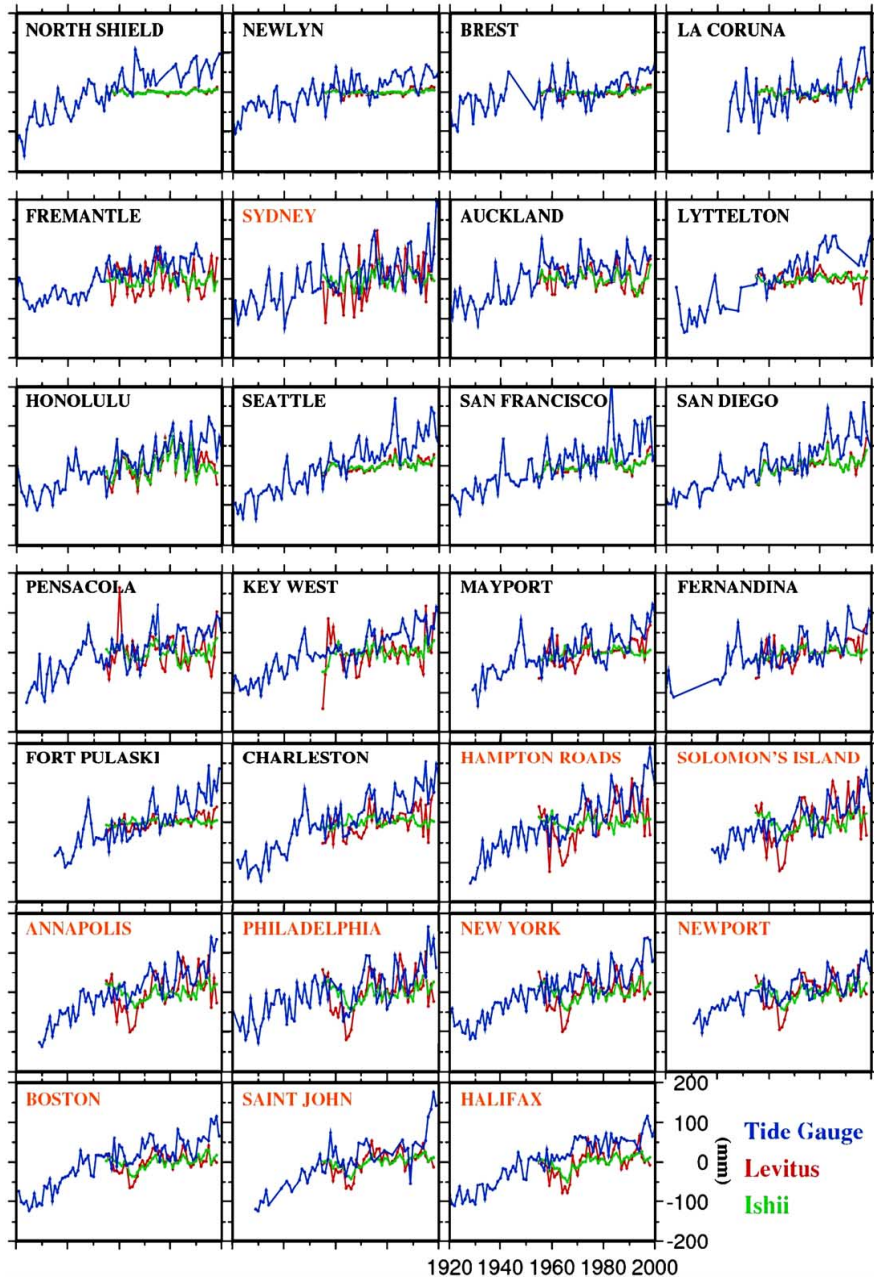 NORTH SHIELD NEWLYN BREST LA CORUNA
FREMANTLE SYDNEY AUCKLAND LYTTELTON
HONOLULU SEATTLE SAN FRANCISCO SAN DIEGO
PENSACOLA KEY WEST MAYPORT FERNANDINA
FORT PULASKI CHARLESTON HAMPTON ROADS SOLOMON'S ISLAND
ANNAPOLIS PHILADELPHIA NEW YORK NEWPORT
BOSTON SAINT JOHN HALIFAX
200
100
0
-100
-200
(mm)
Tide Gauge
Levitus
Ishii
1920 1940 1960 1980 2000